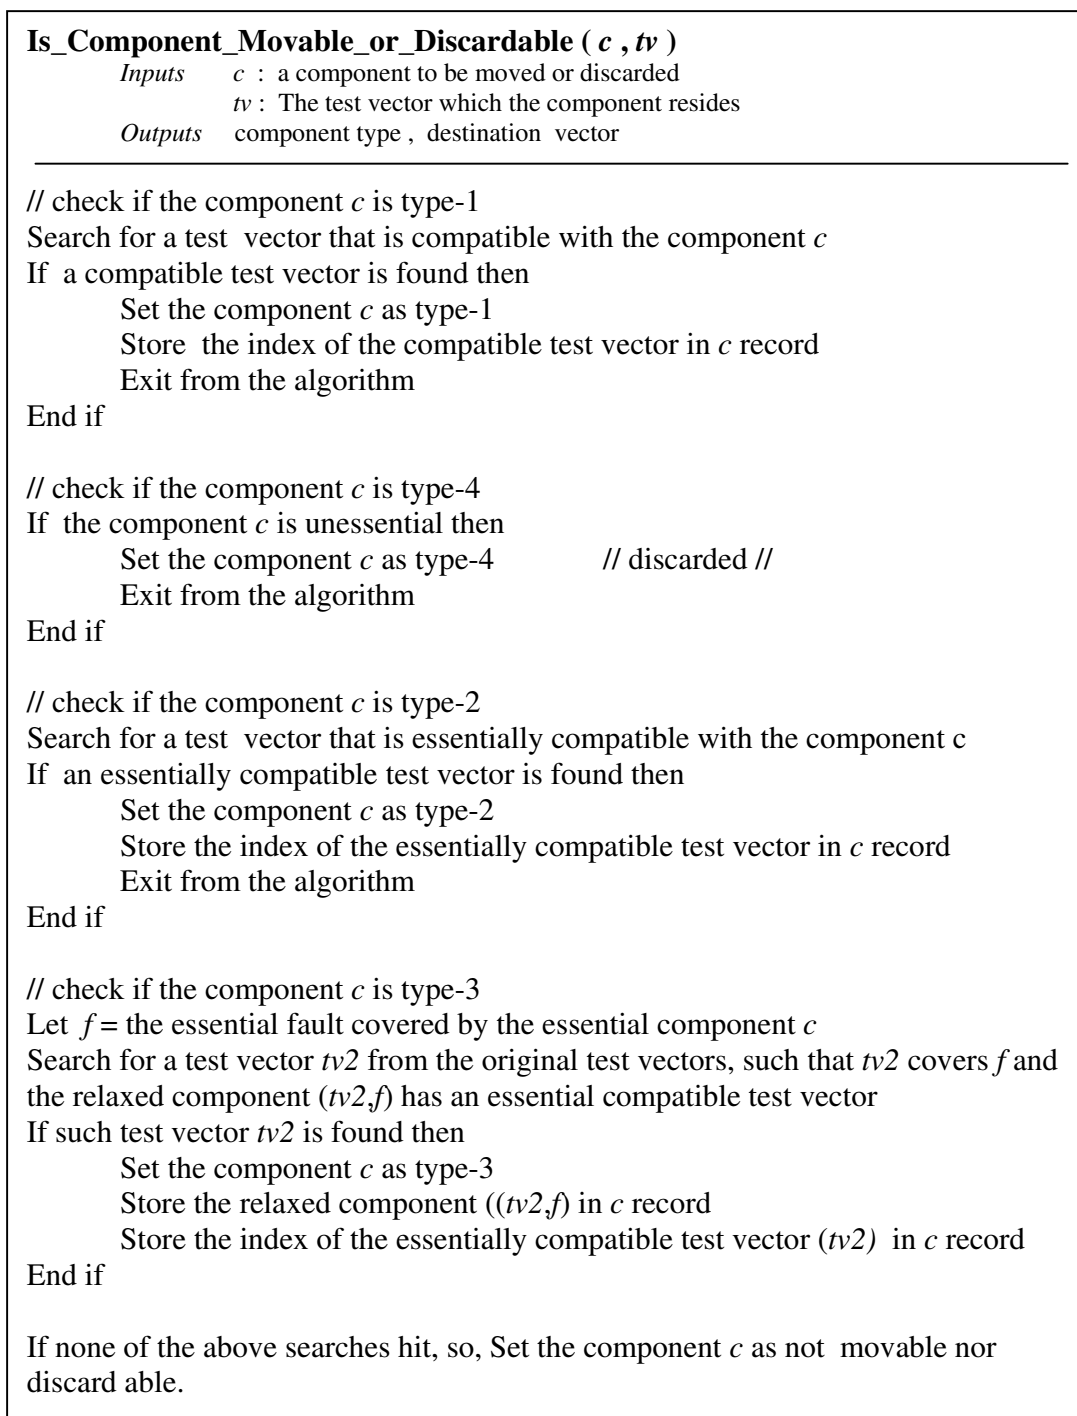 Is_Component_Movable_or_Discardable ( c , tv )
Inputs c : a component to be moved or discarded
tv : The test vector which the component resides
Outputs component type , destination vector
// check if the component c is type-1
Search for a test vector that is compatible with the component c
If a compatible test vector is found then
Set the component c as type-1
Store the index of the compatible test vector in c record
Exit from the algorithm
End if
// check if the component c is type-4
If the component c is unessential then
Set the component c as type-4 // discarded //
Exit from the algorithm
End if
// check if the component c is type-2
Search for a test vector that is essentially compatible with the component c
If an essentially compatible test vector is found then
Set the component c as type-2
Store the index of the essentially compatible test vector in c record
Exit from the algorithm
End if
// check if the component c is type-3
Let f = the essential fault covered by the essential component c
Search for a test vector tv2 from the original test vectors, such that tv2 covers f and
the relaxed component (tv2,f) has an essential compatible test vector
If such test vector tv2 is found then
Set the component c as type-3
Store the relaxed component ((tv2,f) in c record
Store the index of the essentially compatible test vector (tv2) in c record
End if
If none of the above searches hit, so, Set the component c as not movable nor
discard able.